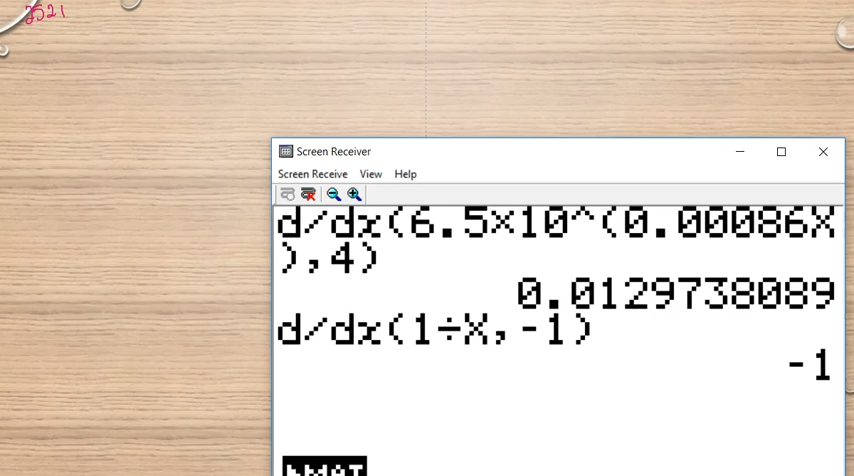 2521
Screen Receiver
Screen Receive View Help
d/dx(6.5×10^(0.00086X
),4)
0.0129738089
d/dx(1÷X,-1)
-1